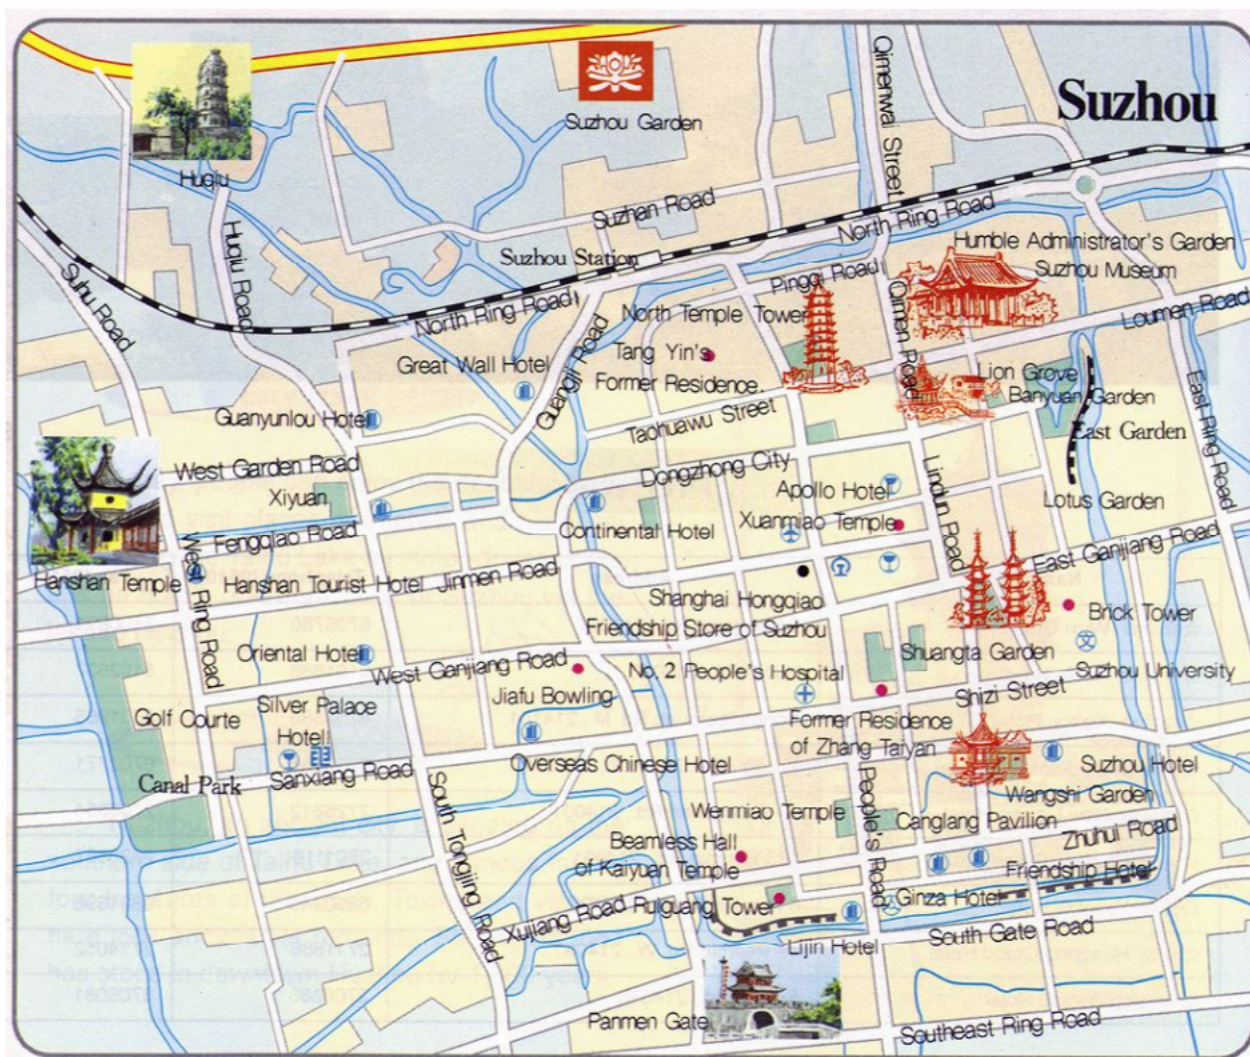 Suzhou
Suzhou Garden
Qimenwai Street
Huqiu
Suzhan Road
North Ring Road
Humble Administrator's Garden
Suzhou Museum
Suzhou Station
Huqiu Road
Suhu Road
Pingqi Road
North Ring Road
North Temple Tower
Loumen Road
Qimen Road
Guangji Road
Great Wall Hotel
Tang Yin's
Former Residence.
Lion Grove
Banyuan Garden
East Ring Road
Guanyunlou Hotel
Taohuawu Street
East Garden
West Garden Road
Dongzhong City
Lindun Road
Xiyuan
Apollo Hotel
Lotus Garden
Fengqiao Road
Continental Hotel
Xuanmiao Temple
East Ganjiang Road
Hanshan Temple
West Ring Road
Hanshan Tourist Hotel
Jinmen Road
Shanghai Hongqiao
Brick Tower
Friendship Store of Suzhou
Oriental Hotel
West Ganjiang Road
No. 2 People's Hospital
Shuangta Garden
Suzhou University
Jiafu Bowling
Shizi Street
Golf Courte
Silver Palace
Hotel
Former Residence
of Zhang Taiyan
Canal Park
Sanxiang Road
Overseas Chinese Hotel
Suzhou Hotel
Wangshi Garden
South Tongjing Road
Wenmiao Temple
People's Road
Canglang Pavilion
Zhuhui Road
Beamless Hall
of Kaiyuan Temple
Friendship Hotel
Xujiang Road
Ruiguang Tower
Ginza Hotel
Lijin Hotel
South Gate Road
Panmen Gate
Southeast Ring Road
文